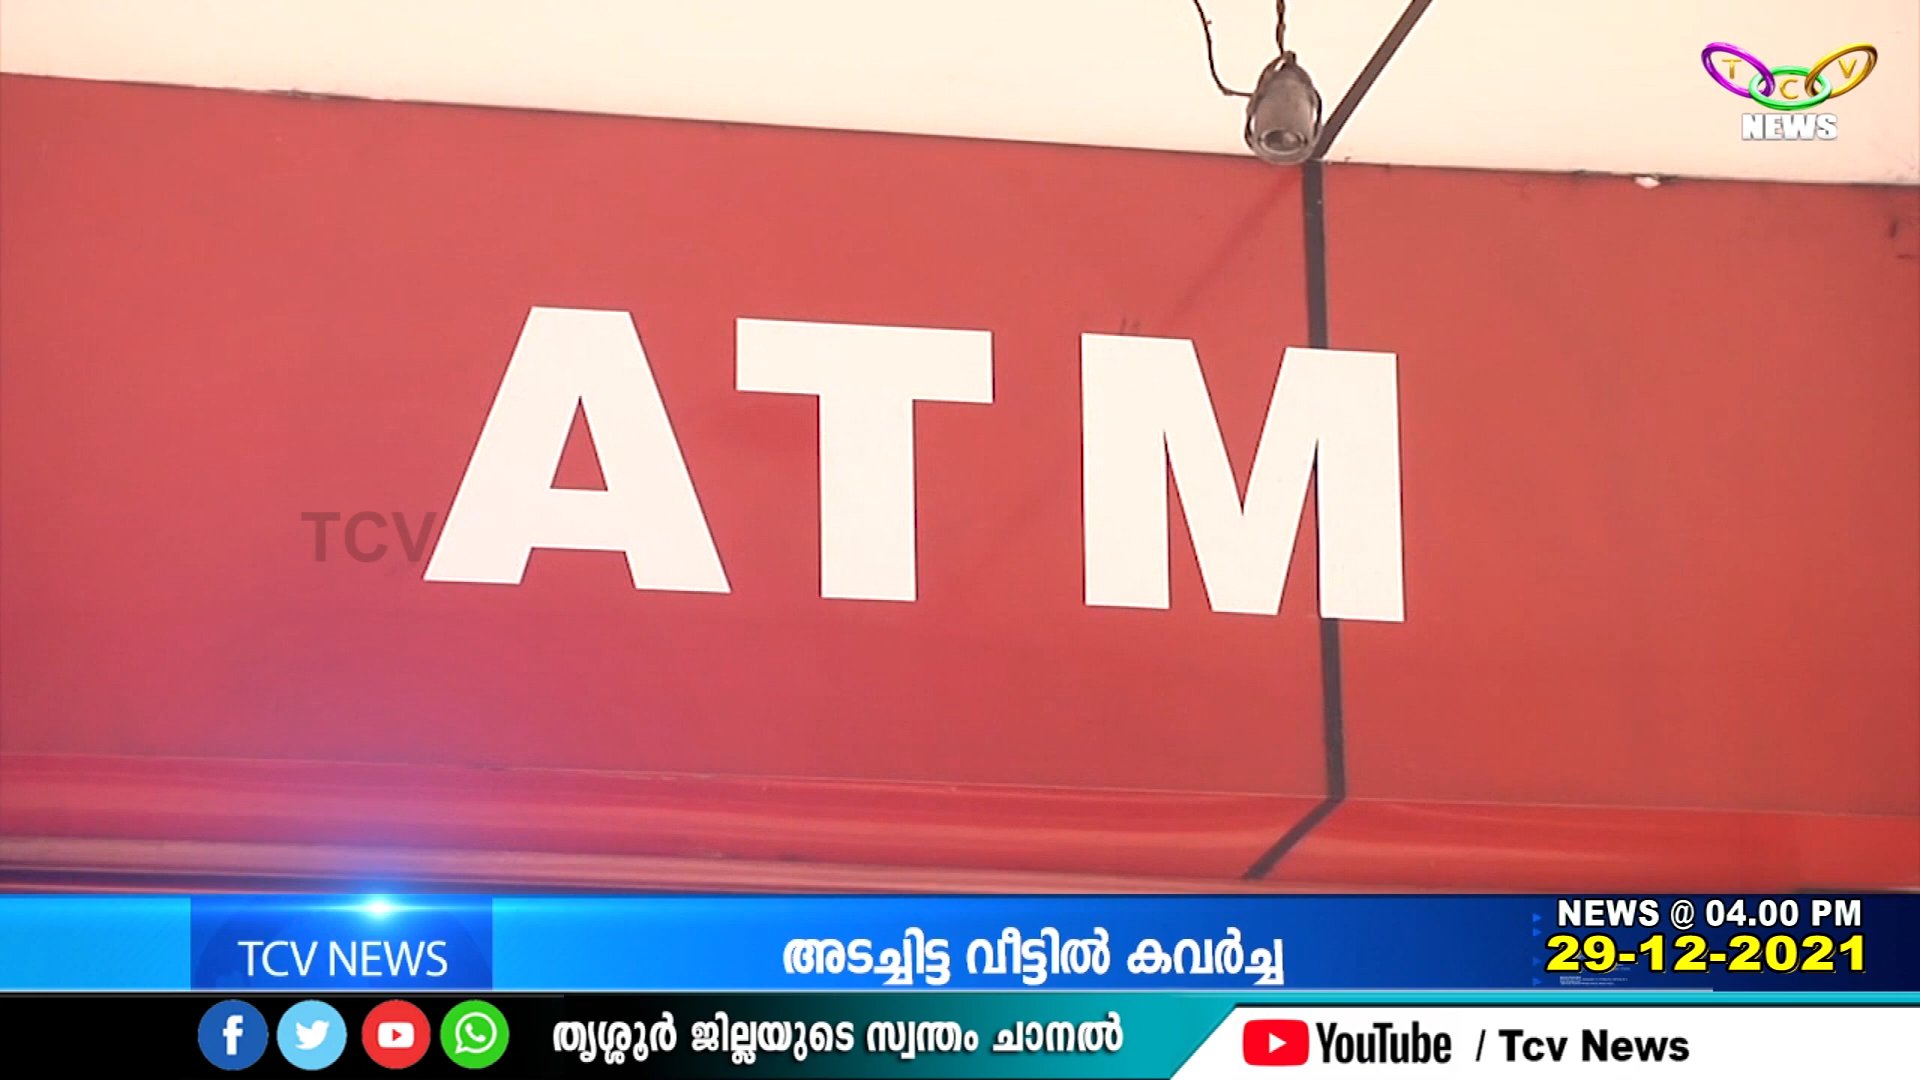 T C V
NEWS
ATM
TCV
TCV NEWS
അടച്ചിട്ട വീട്ടിൽ കവർച്ച
NEWS @ 04.00 PM
29-12-2021
തൃശ്ശൂർ ജില്ലയുടെ സ്വന്തം ചാനൽ
YouTube / Tcv News